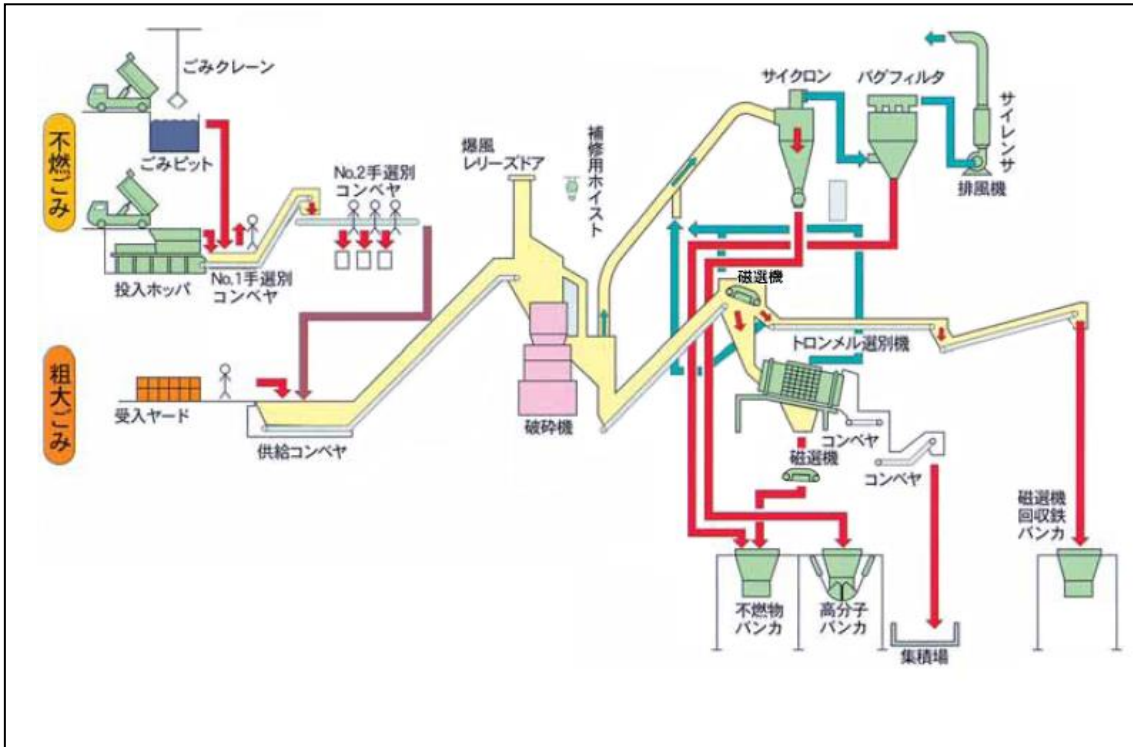 ごみクレーン
不燃ごみ
ごみピット
投入ホッパ
No.1手選別
コンベヤ
No.2手選別
コンベヤ
粗大ごみ
受入ヤード
供給コンベヤ
爆風
レリーズドア
補修用ホイスト
破砕機
サイクロン
バグフィルタ
サイレンサ
排風機
磁選機
トロンメル選別機
コンベヤ
磁選機
コンベヤ
磁選機
回収鉄
バンカ
不燃物
バンカ
高分子
バンカ
集積場